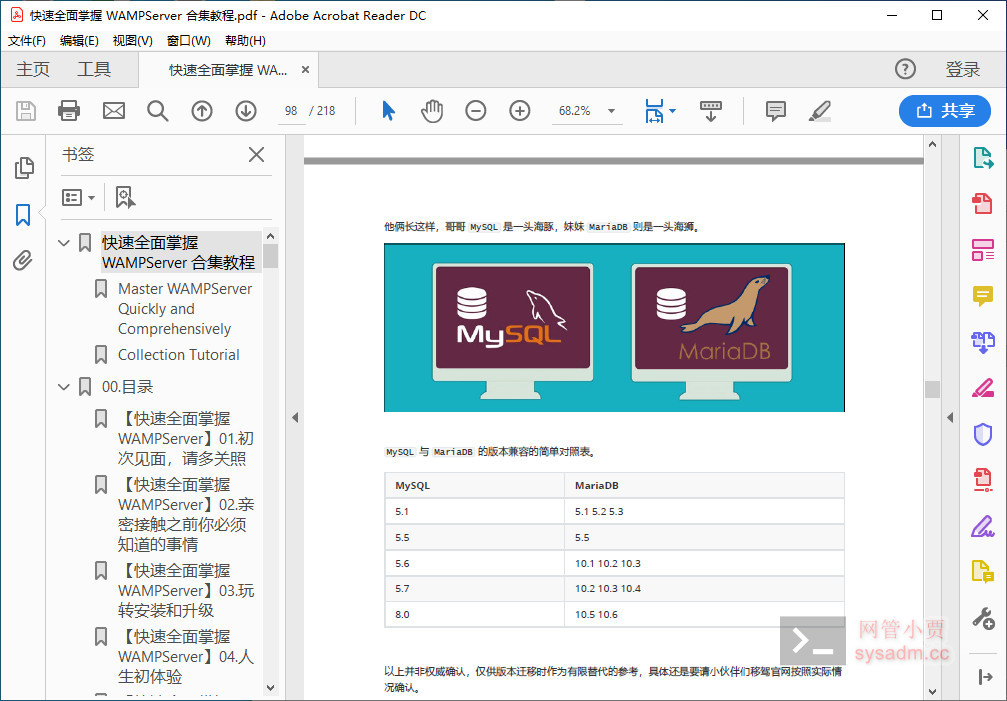 快速全面掌握 WAMPServer 合集教程.pdf - Adobe Acrobat Reader DC
文件(F) 编辑(E) 视图(V) 窗口(W) 帮助(H)
主页 工具 快速全面掌握 WA... × 登录
98 / 218 68.2% 共享
书签
快速全面掌握
WAMPServer 合集教程
Master WAMPServer
Quickly and
Comprehensively
Collection Tutorial
00.目录
【快速全面掌握
WAMPServer】01.初
次见面，请多关照
【快速全面掌握
WAMPServer】02.亲
密接触之前你必须
知道的事情
【快速全面掌握
WAMPServer】03.玩
转安装和升级
【快速全面掌握
WAMPServer】04.人
生初体验
他俩长这样，哥哥 MySQL 是一头海豚，妹妹 MariaDB 则是一头海狮。
MySQL MariaDB
MySQL 与 MariaDB 的版本兼容的简单对照表。
MySQL MariaDB
5.1 5.1 5.2 5.3
5.5 5.5
5.6 10.1 10.2 10.3
5.7 10.2 10.3 10.4
8.0 10.5 10.6
以上并非权威确认，仅供版本迁移时作为有限替代的参考，具体还是要请小伙伴们移驾官网按照实际情
况确认。
网管小贾
sysadm.cc